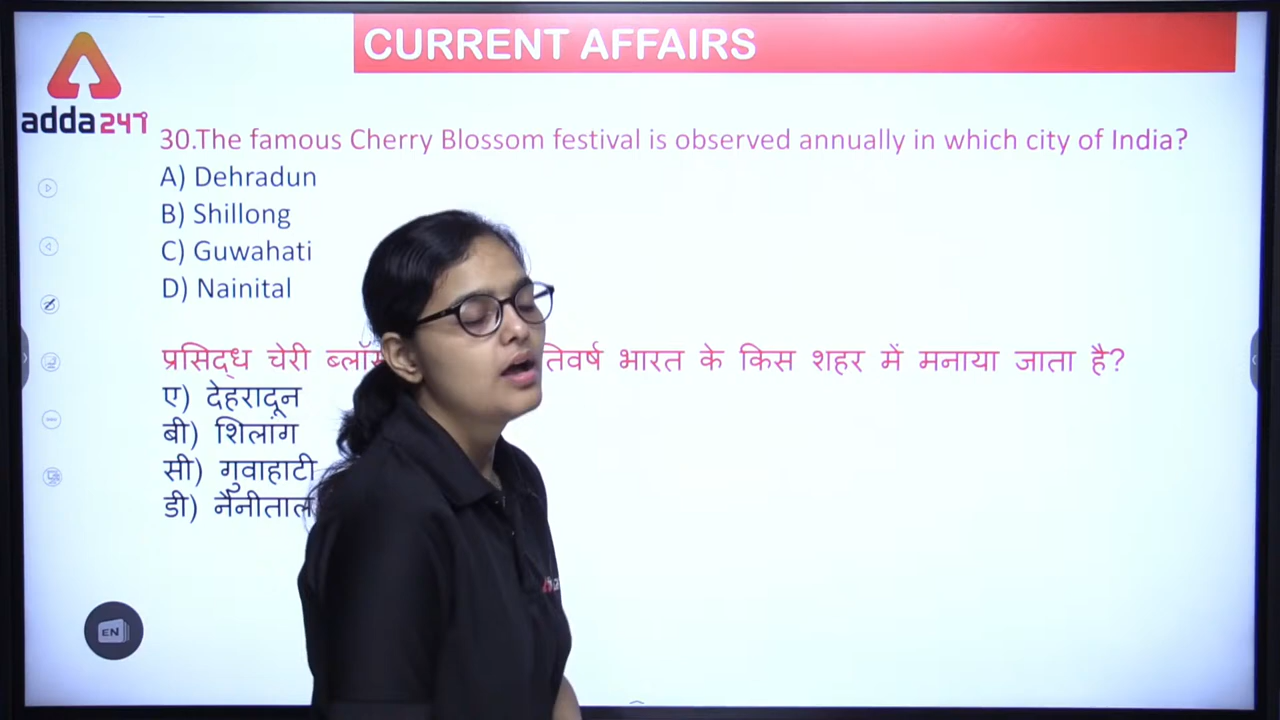 CURRENT AFFAIRS
adda247
30.The famous Cherry Blossom festival is observed annually in which city of India?
A) Dehradun
B) Shillong
C) Guwahati
D) Nainital
प्रसिद्ध चेरी भारत के किस शहर में मनाया जाता है?
ए) देहरादून
बी) शिलांग
सी) गुवाहाटी
डी) नैनीताल
EN